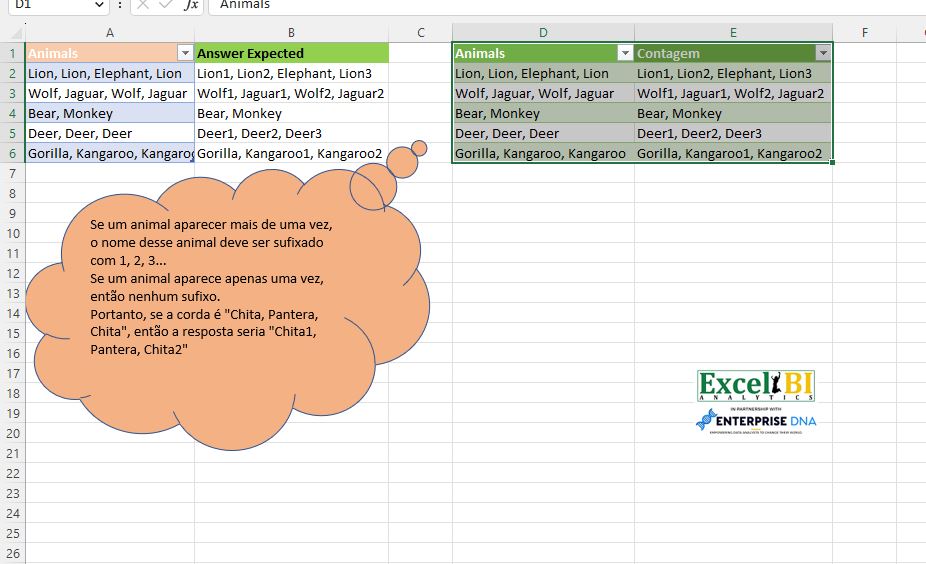 D1 fx Animals
A B C D E F
1 Animals Answer Expected Animals Contagem
2 Lion, Lion, Elephant, Lion Lion1, Lion2, Elephant, Lion3 Lion, Lion, Elephant, Lion Lion1, Lion2, Elephant, Lion3
3 Wolf, Jaguar, Wolf, Jaguar Wolf1, Jaguar1, Wolf2, Jaguar2 Wolf, Jaguar, Wolf, Jaguar Wolf1, Jaguar1, Wolf2, Jaguar2
4 Bear, Monkey Bear, Monkey Bear, Monkey Bear, Monkey
5 Deer, Deer, Deer Deer1, Deer2, Deer3 Deer, Deer, Deer Deer1, Deer2, Deer3
6 Gorilla, Kangaroo, Kangaroo Gorilla, Kangaroo1, Kangaroo2 Gorilla, Kangaroo, Kangaroo Gorilla, Kangaroo1, Kangaroo2
7
8
Se um animal aparecer mais de uma vez,
9
o nome desse animal deve ser sufixado
10
com 1, 2, 3...
11
Se um animal aparece apenas uma vez,
12
então nenhum sufixo.
13
Portanto, se a corda é "Chita, Pantera,
14
Chita", então a resposta seria "Chita1,
15
Pantera, Chita2"
16
17
Excel BI
18
ANALYTICS
IN PARTNERSHIP WITH
19
ENTERPRISE DNA
20
21
22
23
24
25
26